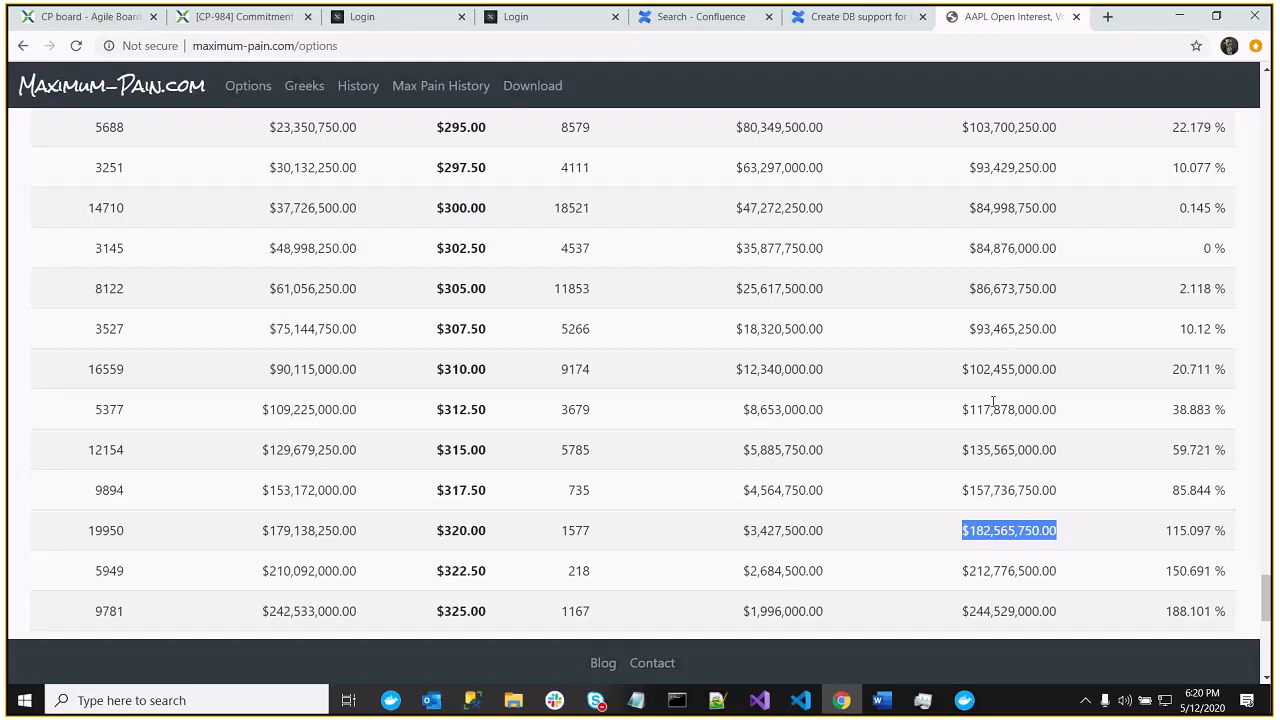 CP board - Agile Board
[CP-984] Commitment
Login
Login
Search - Confluence
Create DB support for
AAPL Open Interest, V
Not secure | maximum-pain.com/options
Maximum-Pain.com Options Greeks History Max Pain History Download
5688 $23,350,750.00 $295.00 8579 $80,349,500.00 $103,700,250.00 22.179 %
3251 $30,132,250.00 $297.50 4111 $63,297,000.00 $93,429,250.00 10.077 %
14710 $37,726,500.00 $300.00 18521 $47,272,250.00 $84,998,750.00 0.145 %
3145 $48,998,250.00 $302.50 4537 $35,877,750.00 $84,876,000.00 0 %
8122 $61,056,250.00 $305.00 11853 $25,617,500.00 $86,673,750.00 2.118 %
3527 $75,144,750.00 $307.50 5266 $18,320,500.00 $93,465,250.00 10.12 %
16559 $90,115,000.00 $310.00 9174 $12,340,000.00 $102,455,000.00 20.711 %
5377 $109,225,000.00 $312.50 3679 $8,653,000.00 $117,878,000.00 38.883 %
12154 $129,679,250.00 $315.00 5785 $5,885,750.00 $135,565,000.00 59.721 %
9894 $153,172,000.00 $317.50 735 $4,564,750.00 $157,736,750.00 85.844 %
19950 $179,138,250.00 $320.00 1577 $3,427,500.00 $182,565,750.00 115.097 %
5949 $210,092,000.00 $322.50 218 $2,684,500.00 $212,776,500.00 150.691 %
9781 $242,533,000.00 $325.00 1167 $1,996,000.00 $244,529,000.00 188.101 %
Blog Contact
Type here to search
6:20 PM
5/12/2020